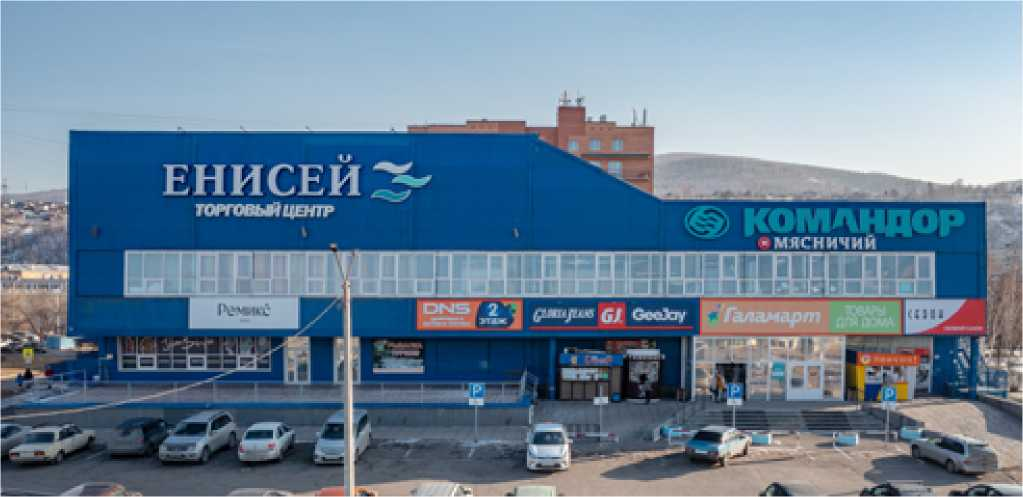 ЕНИСЕЙ
ТОРГОВЫЙ ЦЕНТР
КОМАНДОР
МЯСНИЧИЙ
Ремикс
DNS
2
ЭТАЖ
GLORIA JEANS
GJ
GeeJay
Галамарт
ТОВАРЫ
ДЛЯ ДОМА
P
P
P